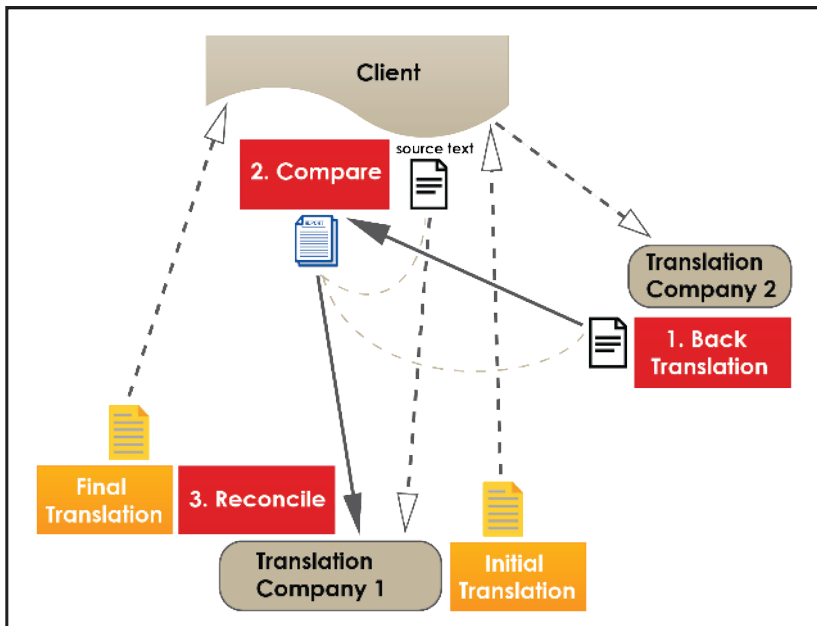 Client
source text
2. Compare
REPORT
Translation
Company 2
1. Back
Translation
Final
Translation
3. Reconcile
Translation
Company 1
Initial
Translation